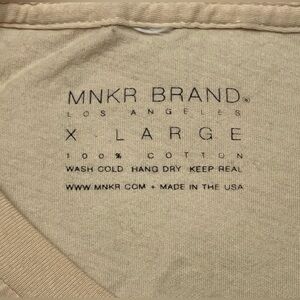 MNKR BRAND®
LOS ANGELES
X - LARGE
100% COTTON
WASH COLD HANG DRY KEEP REAL
WWW.MNKR.COM + MADE IN THE USA